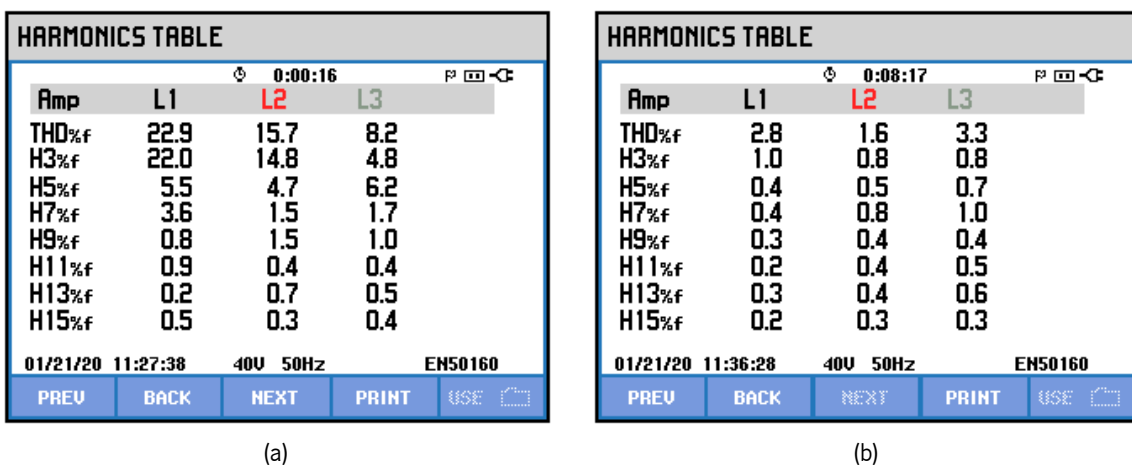 HARMONICS TABLE
0:00:16
Amp L1 L2 L3
THD%f 22.9 15.7 8.2
H3%f 22.0 14.8 4.8
H5%f 5.5 4.7 6.2
H7%f 3.6 1.5 1.7
H9%f 0.8 1.5 1.0
H11%f 0.9 0.4 0.4
H13%f 0.2 0.7 0.5
H15%f 0.5 0.3 0.4
01/21/20 11:27:38 40V 50Hz EN50160
PREV BACK NEXT PRINT USE
(a)
HARMONICS TABLE
0:08:17
Amp L1 L2 L3
THD%f 2.8 1.6 3.3
H3%f 1.0 0.8 0.8
H5%f 0.4 0.5 0.7
H7%f 0.4 0.8 1.0
H9%f 0.3 0.4 0.4
H11%f 0.2 0.4 0.5
H13%f 0.3 0.4 0.6
H15%f 0.2 0.3 0.3
01/21/20 11:36:28 40V 50Hz EN50160
PREV BACK NEXT PRINT USE
(b)